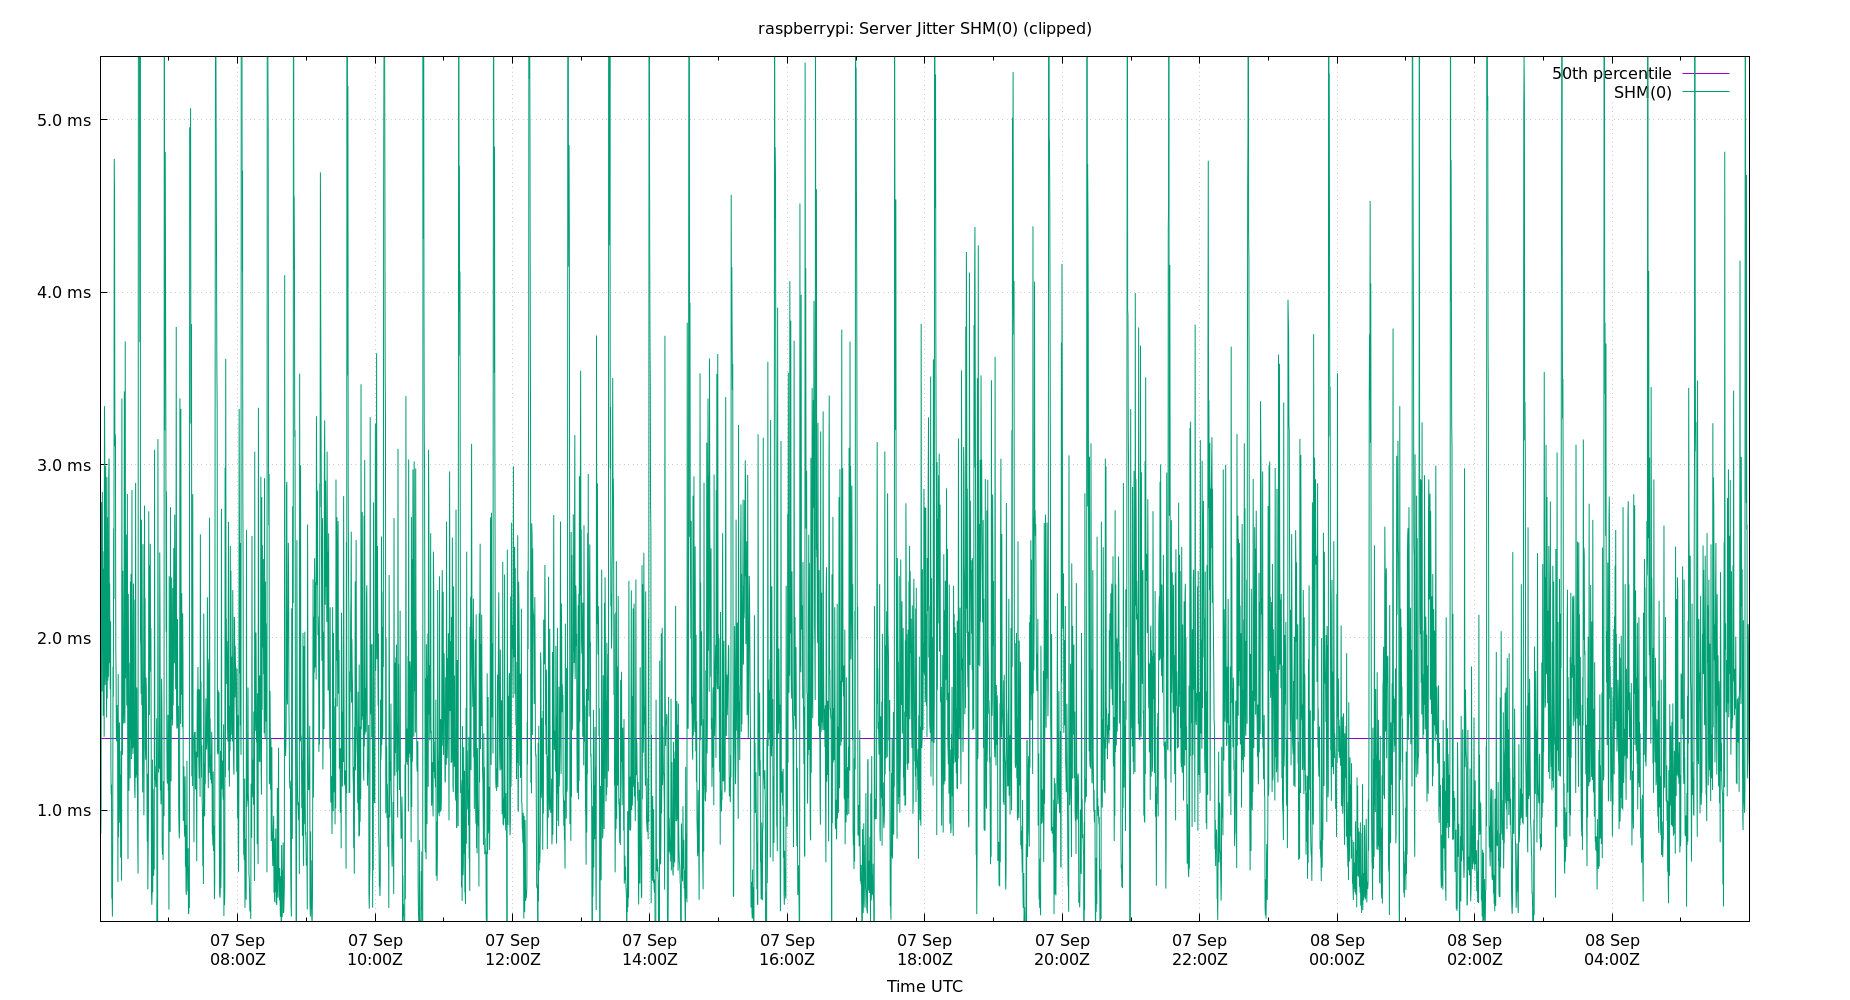 raspberrypi: Server Jitter SHM(0) (clipped)
50th percentile
SHM(0)
5.0 ms
4.0 ms
3.0 ms
2.0 ms
1.0 ms
07 Sep 07 Sep 07 Sep 07 Sep 07 Sep 07 Sep 07 Sep 07 Sep 08 Sep 08 Sep 08 Sep
08:00Z 10:00Z 12:00Z 14:00Z 16:00Z 18:00Z 20:00Z 22:00Z 00:00Z 02:00Z 04:00Z
Time UTC